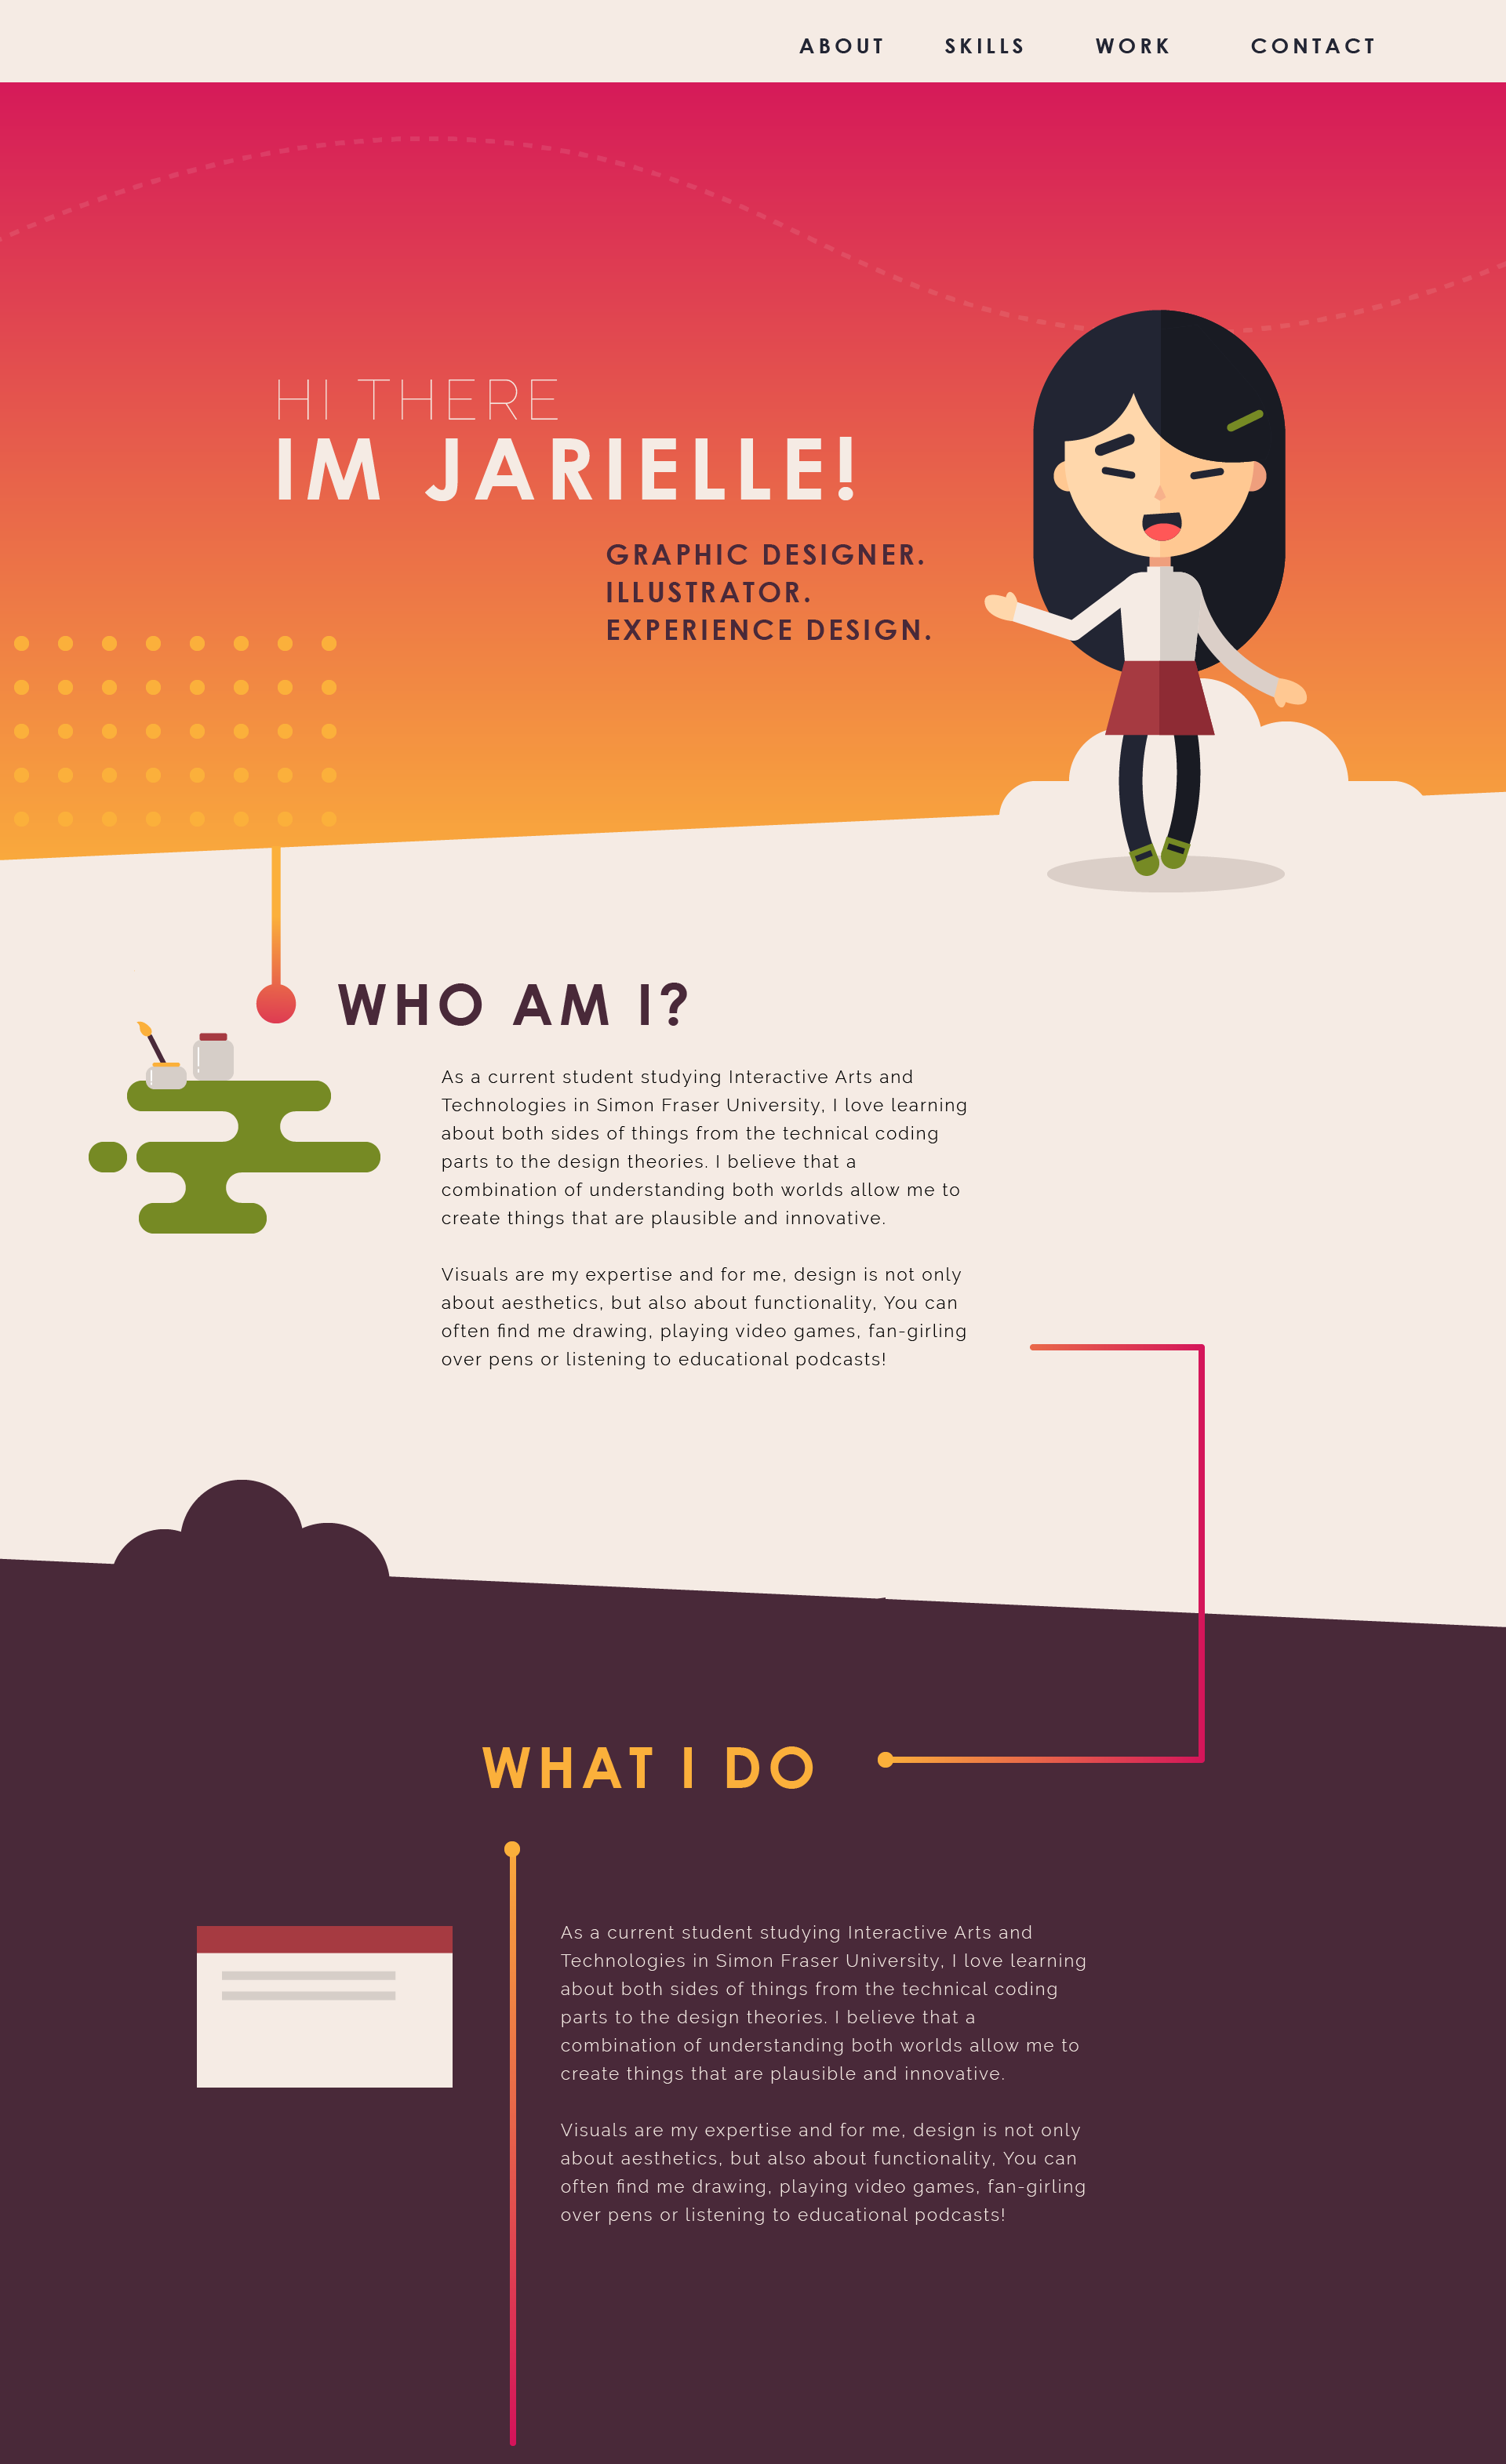 ABOUT SKILLS WORK CONTACT
HI THERE
IM JARIELLE!
GRAPHIC DESIGNER.
ILLUSTRATOR.
EXPERIENCE DESIGN.
WHO AM I?
As a current student studying Interactive Arts and
Technologies in Simon Fraser University, I love learning
about both sides of things from the technical coding
parts to the design theories. I believe that a
combination of understanding both worlds allow me to
create things that are plausible and innovative.
Visuals are my expertise and for me, design is not only
about aesthetics, but also about functionality, You can
often find me drawing, playing video games, fan-girling
over pens or listening to educational podcasts!
WHAT I DO
As a current student studying Interactive Arts and
Technologies in Simon Fraser University, I love learning
about both sides of things from the technical coding
parts to the design theories. I believe that a
combination of understanding both worlds allow me to
create things that are plausible and innovative.
Visuals are my expertise and for me, design is not only
about aesthetics, but also about functionality, You can
often find me drawing, playing video games, fan-girling
over pens or listening to educational podcasts!